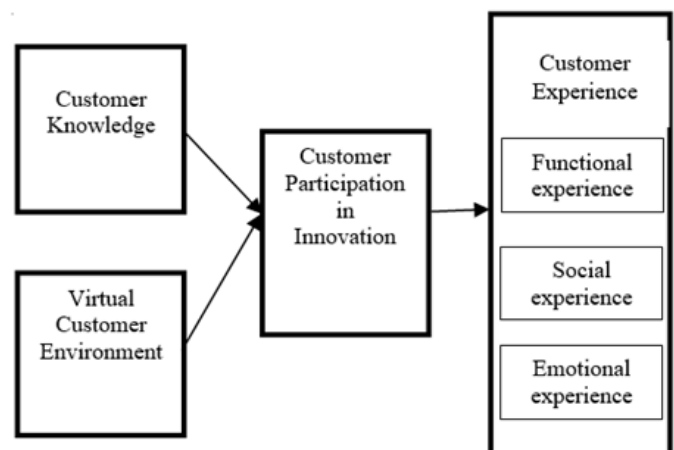 Customer
Knowledge
Virtual
Customer
Environment
Customer
Participation
in
Innovation
Customer
Experience
Functional
experience
Social
experience
Emotional
experience